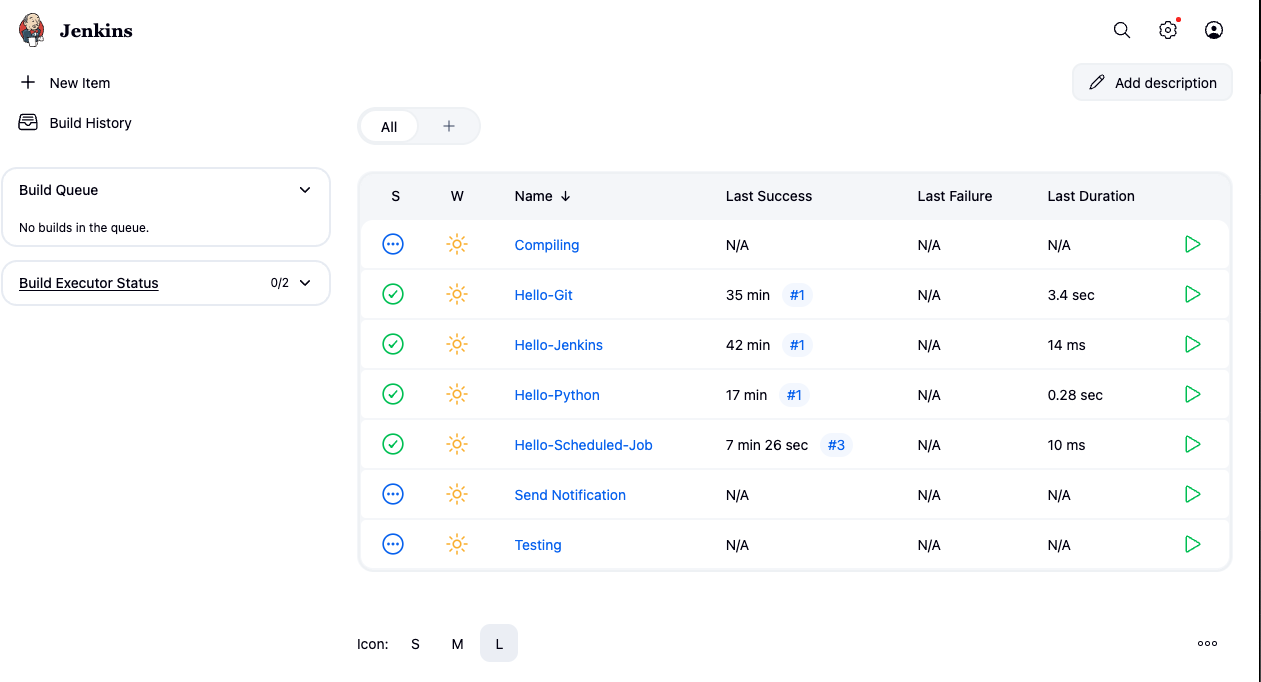 Jenkins
New Item
Build History
Add description
All
Build Queue
No builds in the queue.
Build Executor Status 0/2
S W Name ↓ Last Success Last Failure Last Duration
Compiling N/A N/A N/A
Hello-Git 35 min #1 N/A 3.4 sec
Hello-Jenkins 42 min #1 N/A 14 ms
Hello-Python 17 min #1 N/A 0.28 sec
Hello-Scheduled-Job 7 min 26 sec #3 N/A 10 ms
Send Notification N/A N/A N/A
Testing N/A N/A N/A
Icon: S M L